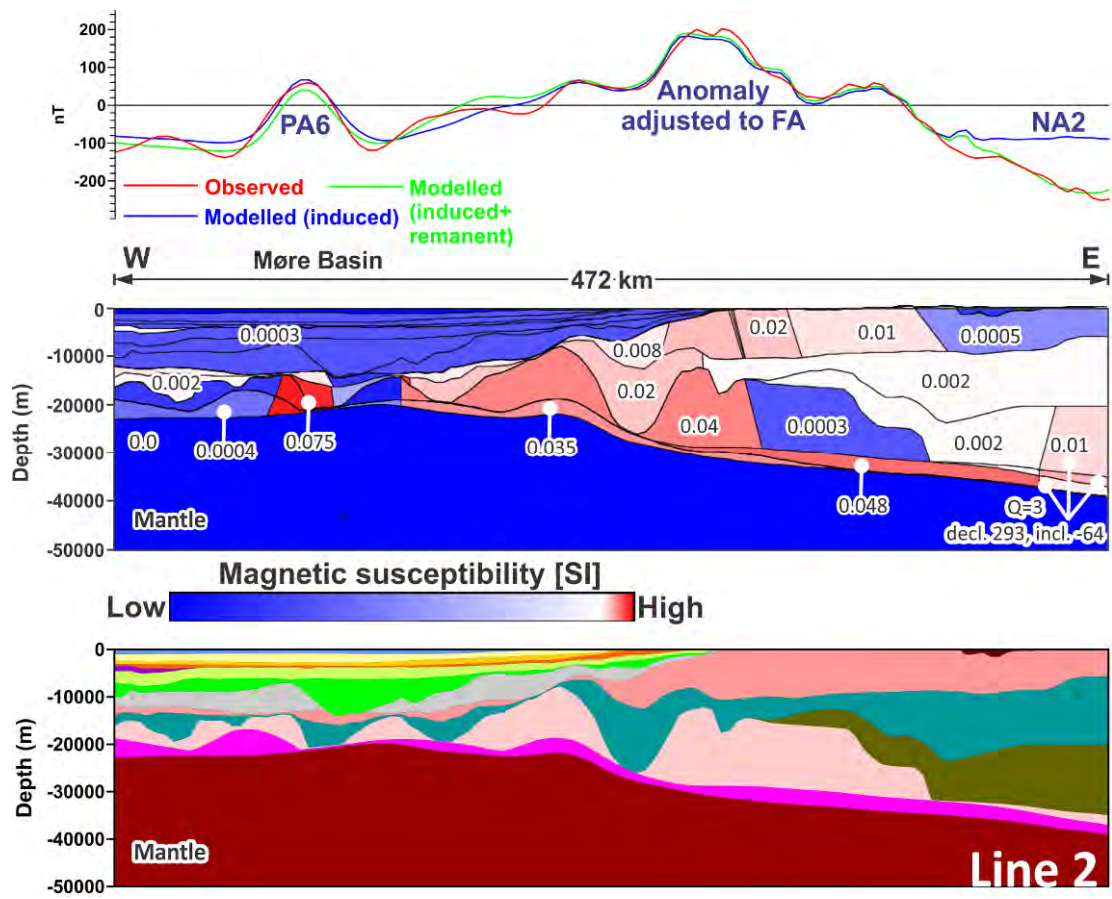 200
100
0
-100
-200
nT
PA6
Anomaly
adjusted to FA
NA2
Observed
Modelled (induced)
Modelled
(induced+
remanent)
W
Møre Basin
E
472 km
0
-10000
-20000
-30000
-40000
-50000
Depth (m)
0.0003
0.002
0.0
0.0004
0.075
0.008
0.02
0.035
0.04
0.02
0.01
0.0005
0.002
0.0003
0.002
0.01
0.048
Q=3
decl. 293, incl. -64
Mantle
Magnetic susceptibility [SI]
Low
High
0
-10000
-20000
-30000
-40000
-50000
Depth (m)
Mantle
Line 2